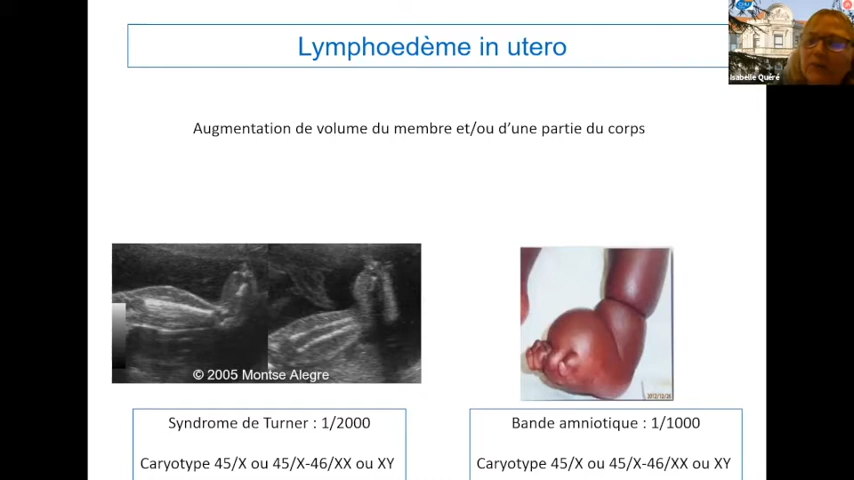 Lymphoedème in utero
Isabelle Quéré
Augmentation de volume du membre et/ou d'une partie du corps
© 2005 Montse Alegre
Syndrome de Turner : 1/2000
Caryotype 45/X ou 45/X-46/XX ou XY
Bande amniotique : 1/1000
Caryotype 45/X ou 45/X-46/XX ou XY